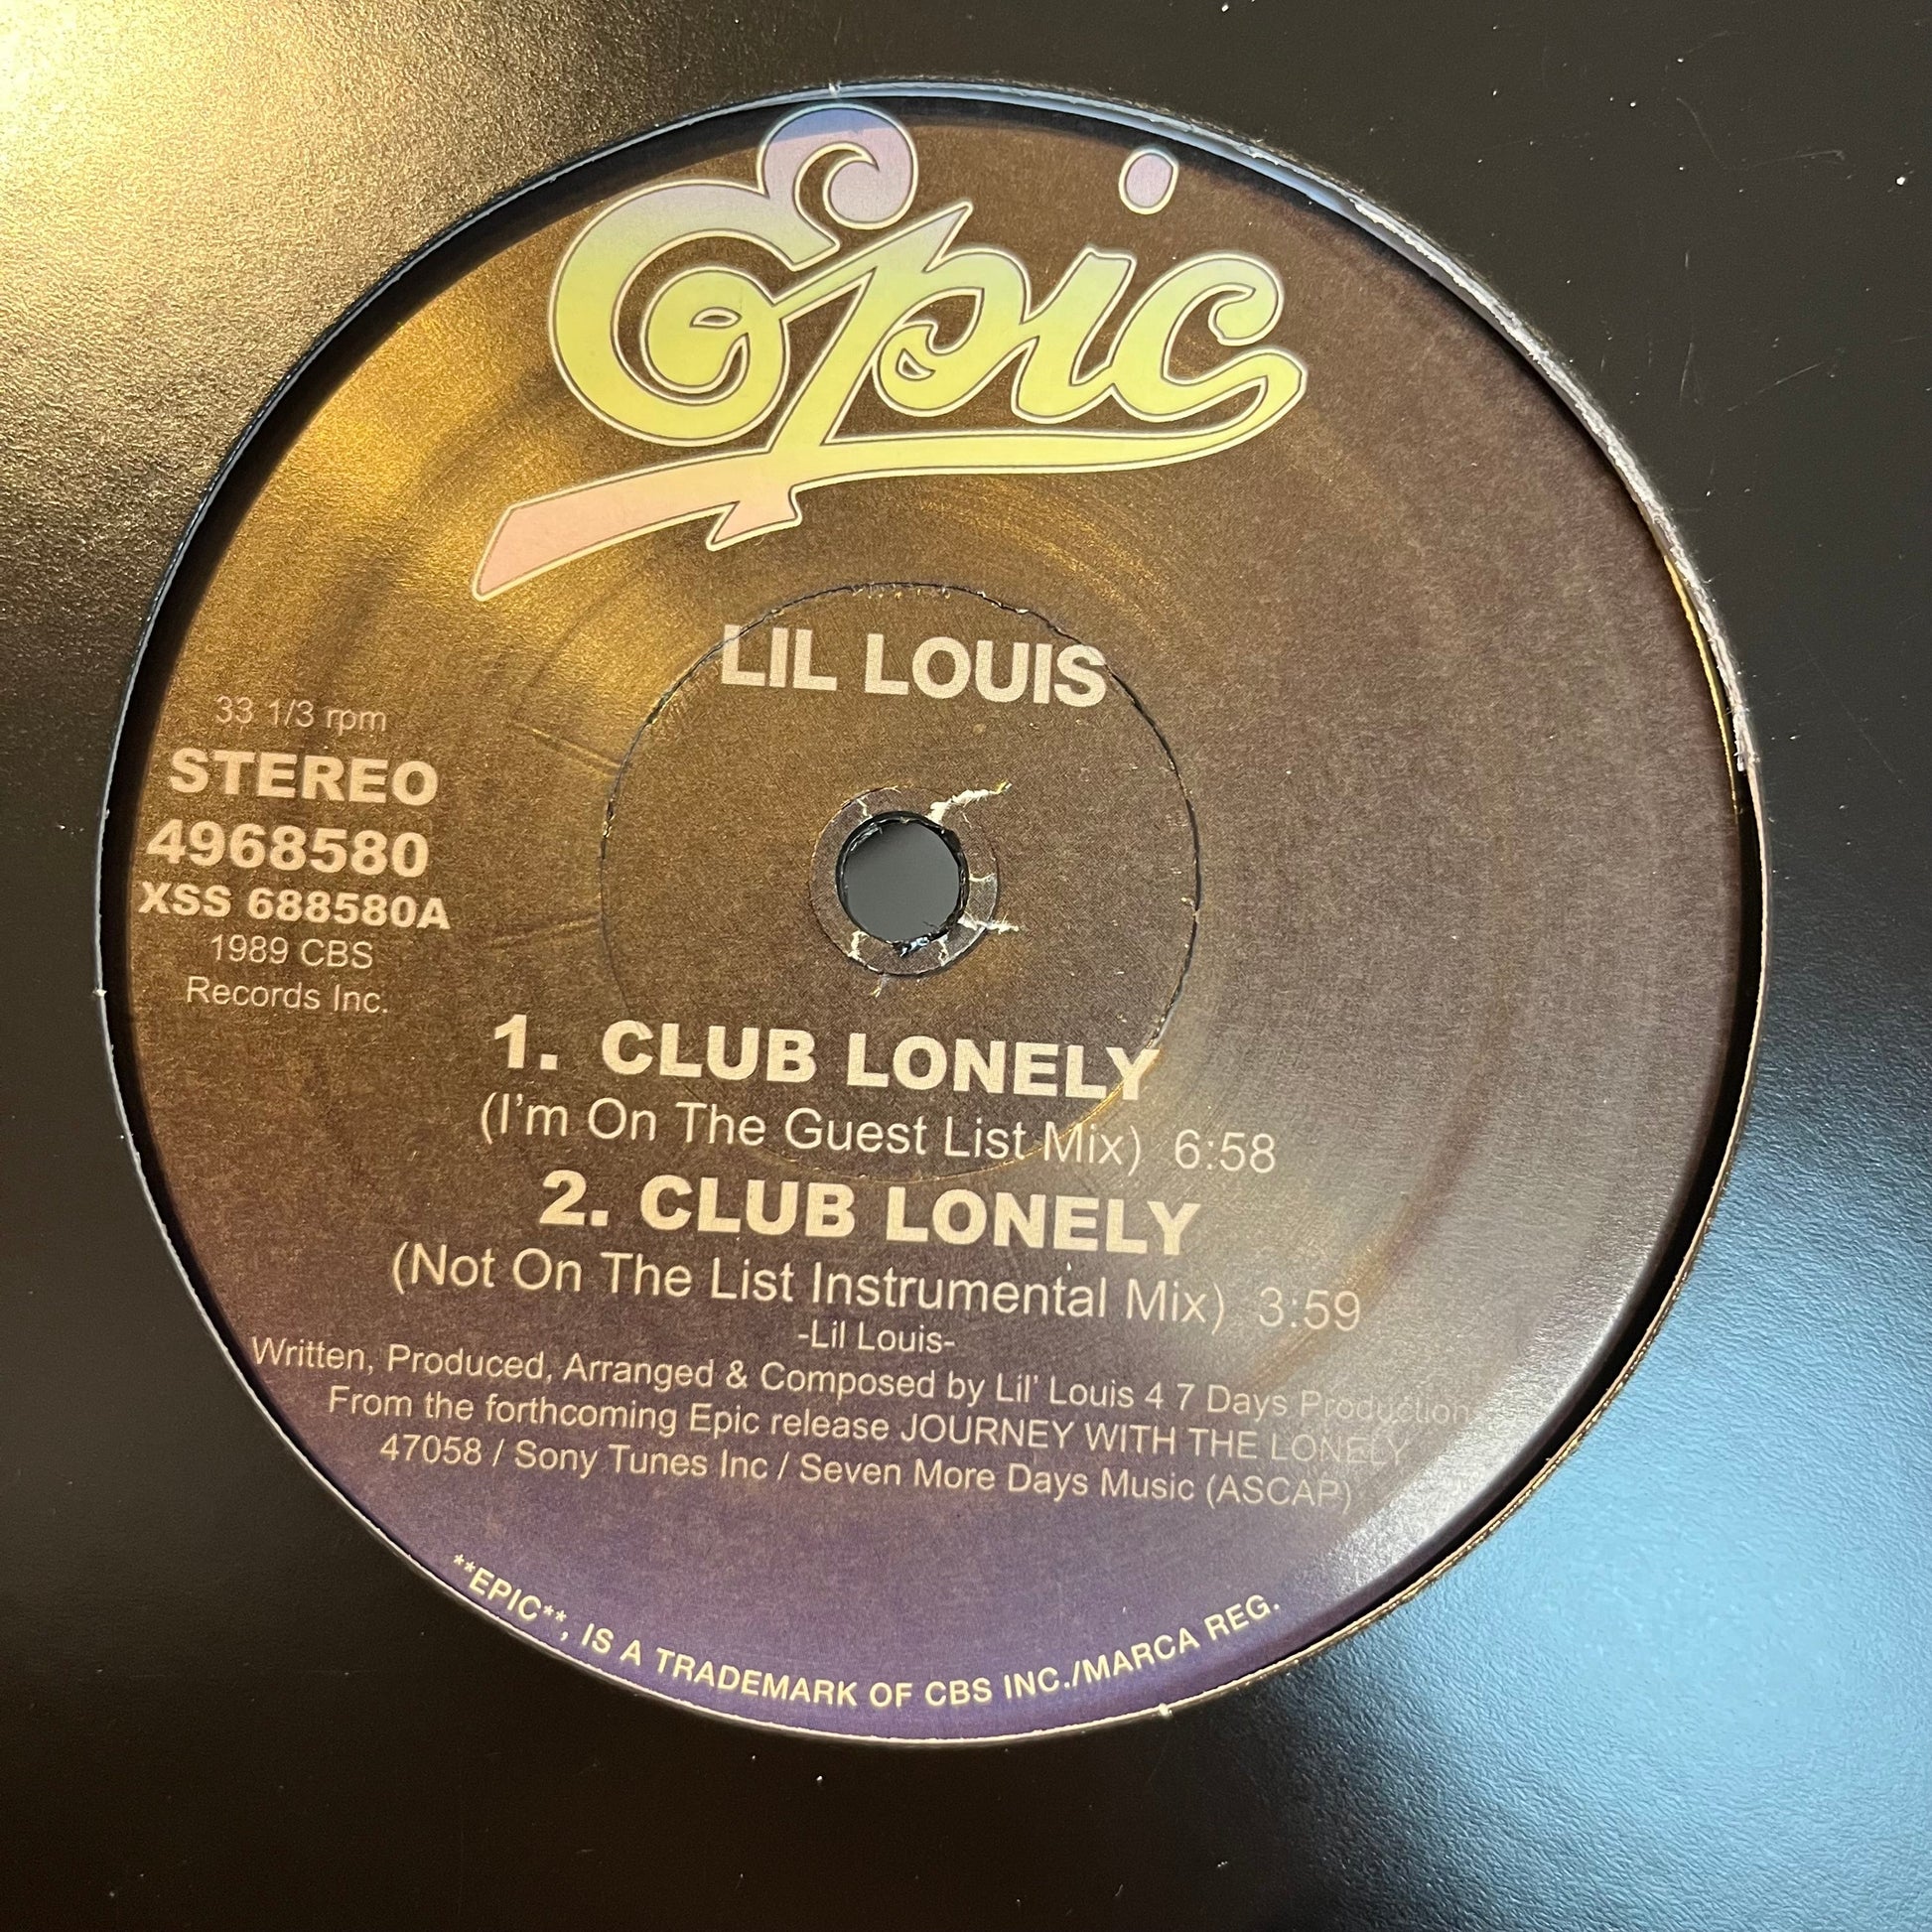 Epic
LIL LOUIS
33 1/3 rpm
STEREO
4968580
XSS 688580A
1989 CBS
Records Inc.
1. CLUB LONELY
(I'm On The Guest List Mix) 6:58
2. CLUB LONELY
(Not On The List Instrumental Mix) 3:59
-Lil Louis-
Written, Produced, Arranged & Composed by Lil' Louis 4 7 Days Production
From the forthcoming Epic release JOURNEY WITH THE LONELY
47058 / Sony Tunes Inc / Seven More Days Music (ASCAP)
**EPIC**, IS A TRADEMARK OF CBS INC./MARCA REG.